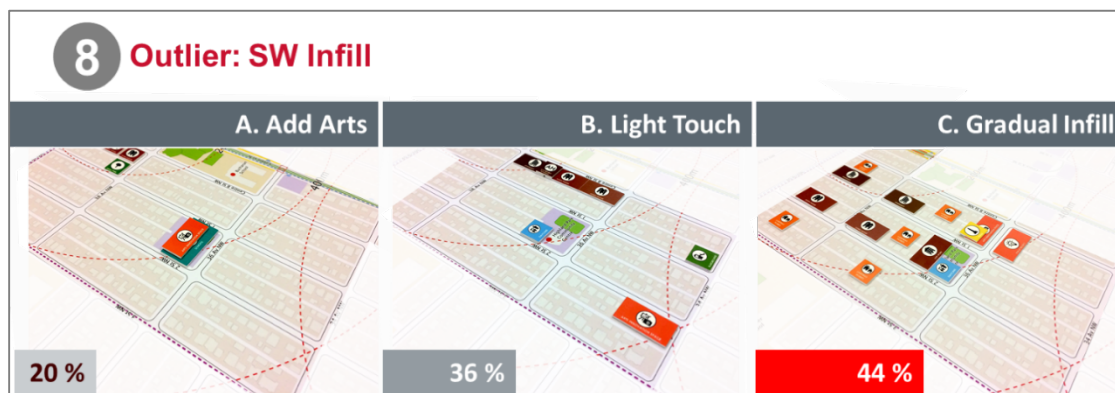 8 Outlier: SW Infill
A. Add Arts
B. Light Touch
C. Gradual Infill
20 %
36 %
44 %